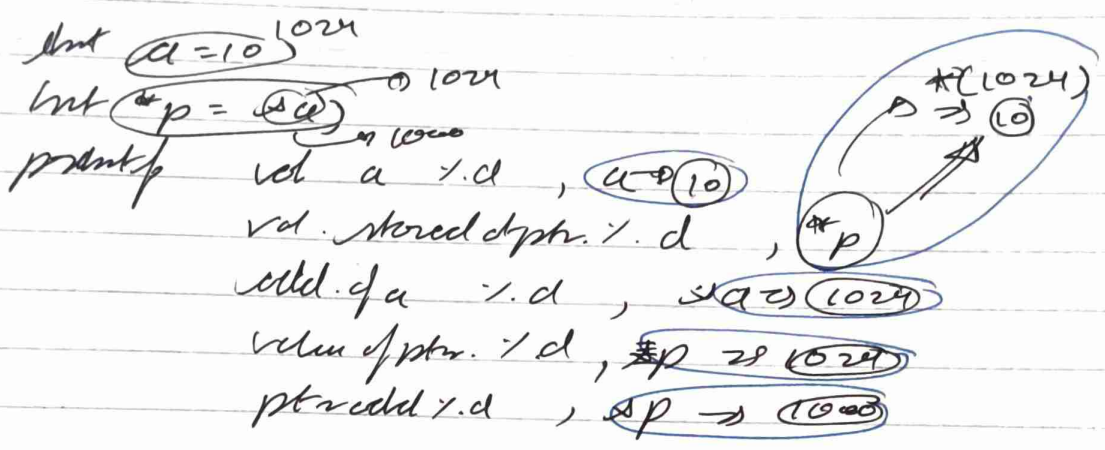 int a = 10 1024
int *p = &a → 1024
→ 1000
*(1024)
⇒ 10
printf val a %d , a → 10
val. stored ptr. %d , *p
add. of a %d , &a ⇒ 1024
value of ptr. %d , p ⇒ 1024
ptr add %d , &p → 1000